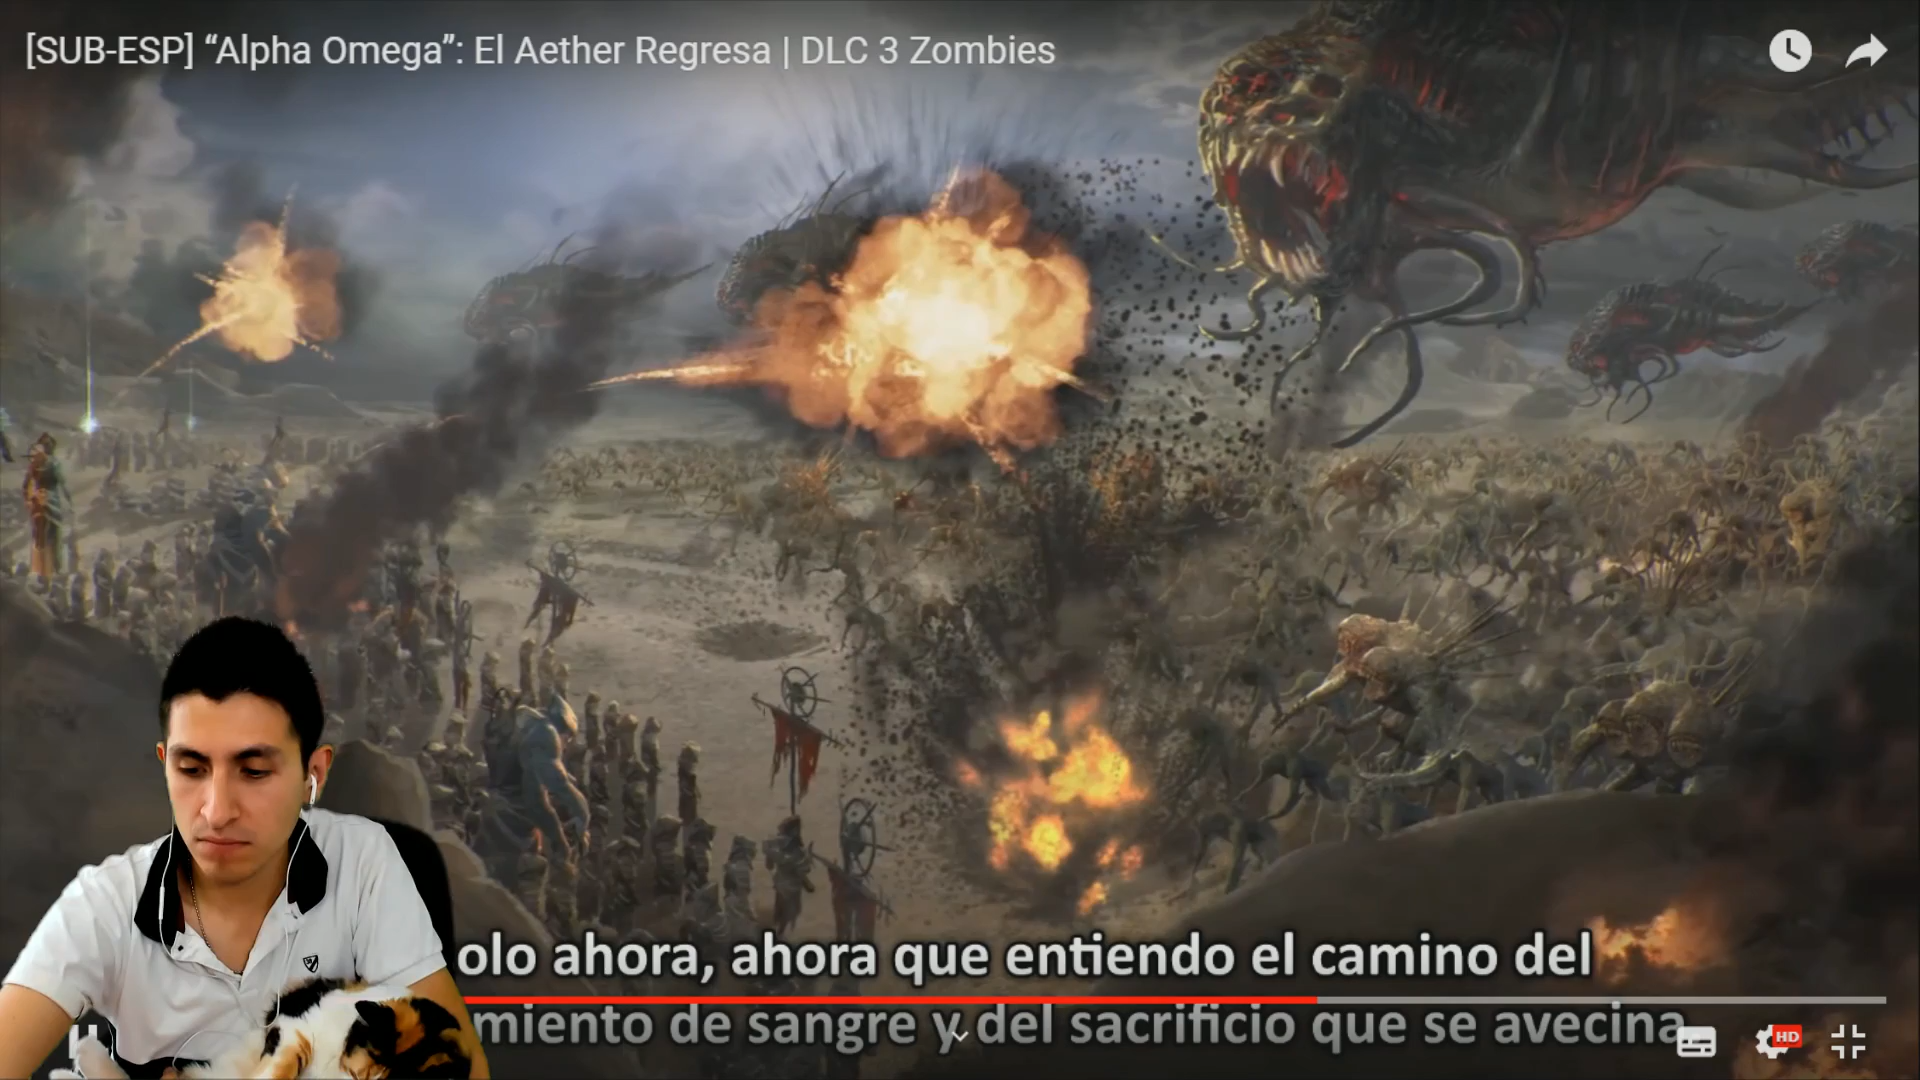 [SUB-ESP] “Alpha Omega”: El Aether Regresa | DLC 3 Zombies
olo ahora, ahora que entiendo el camino del
miento de sangre y del sacrificio que se avecina
HD